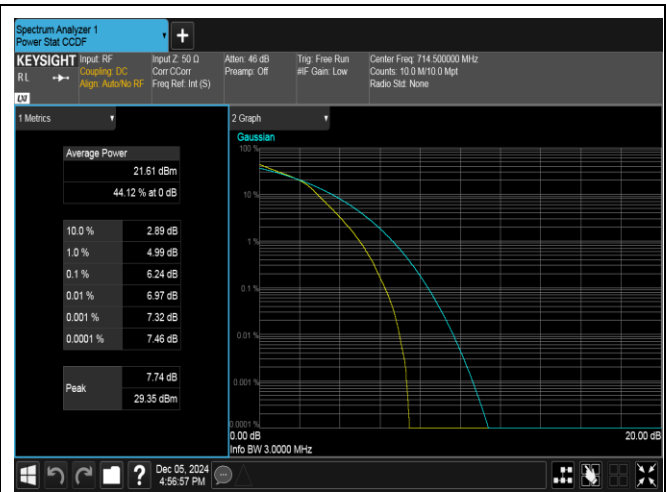 Spectrum Analyzer 1
Power Stat CCDF
KEYSIGHT
RL
LXI
Input: RF
Coupling: DC
Align: Auto/No RF
Input Z: 50 Ω
Corr CCorr
Freq Ref: Int (S)
Atten: 46 dB
Preamp: Off
Trig: Free Run
#IF Gain: Low
Center Freq: 714.500000 MHz
Counts: 10.0 M/10.0 Mpt
Radio Std: None
1 Metrics
Average Power
21.61 dBm
44.12 % at 0 dB
10.0 % 2.89 dB
1.0 % 4.99 dB
0.1 % 6.24 dB
0.01 % 6.97 dB
0.001 % 7.32 dB
0.0001 % 7.46 dB
Peak
7.74 dB
29.35 dBm
2 Graph
Gaussian
100 %
10 %
1 %
0.1 %
0.01 %
0.001 %
0.0001 %
0.00 dB 20.00 dB
Info BW 3.0000 MHz
?
Dec 05, 2024
4:56:57 PM